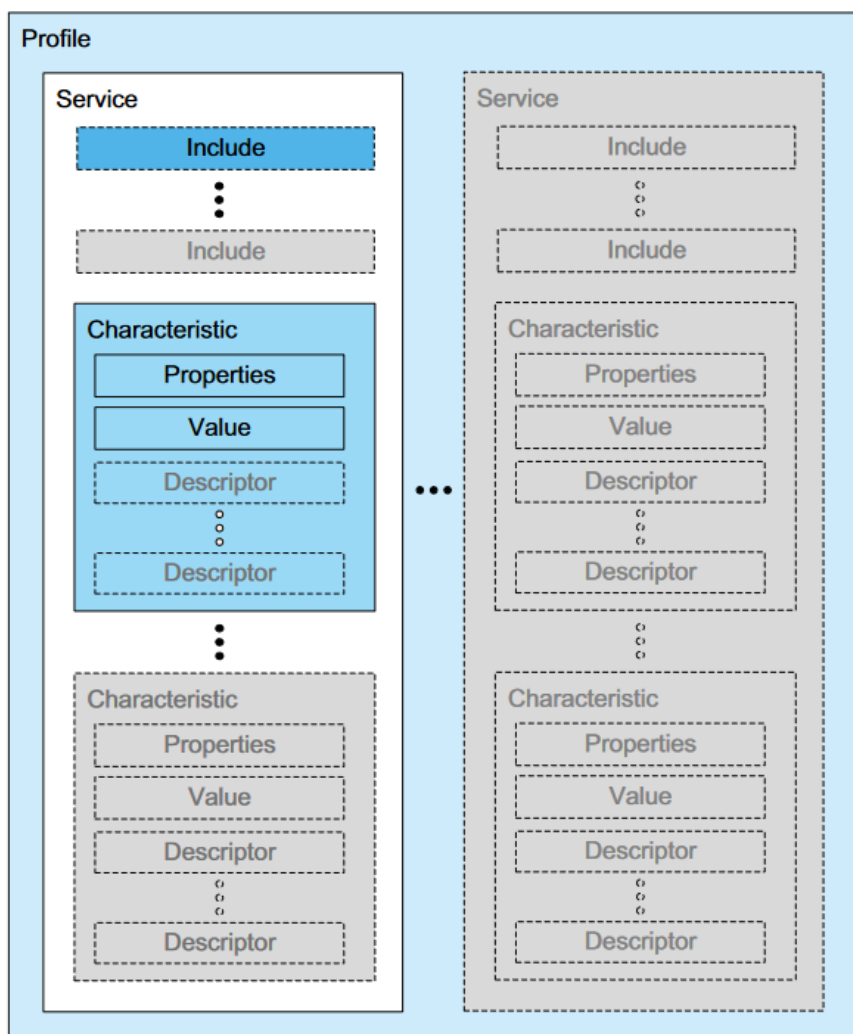 Profile
Service
Include
Include
Characteristic
Properties
Value
Descriptor
Descriptor
Characteristic
Properties
Value
Descriptor
Descriptor
Service
Include
Include
Characteristic
Properties
Value
Descriptor
Descriptor
Characteristic
Properties
Value
Descriptor
Descriptor